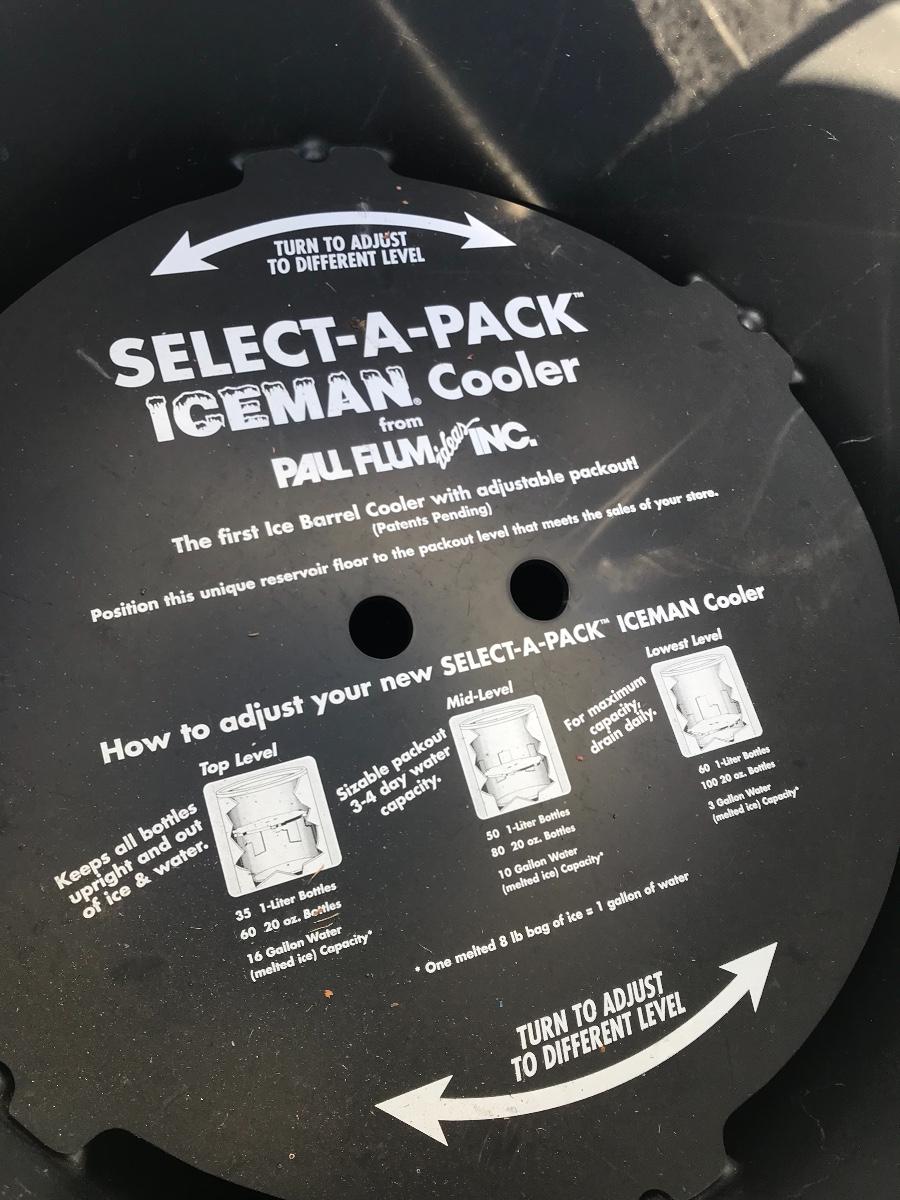 TURN TO ADJUST
TO DIFFERENT LEVEL
SELECT-A-PACK™
ICEMAN® Cooler
from
PAUL FLUM ideas INC.
The first Ice Barrel Cooler with adjustable packout!
(Patents Pending)
Position this unique reservoir floor to the packout level that meets the sales of your store.
How to adjust your new SELECT-A-PACK™ ICEMAN Cooler
Top Level
Keeps all bottles
upright and out
of ice & water.
35 1-Liter Bottles
60 20 oz. Bottles
16 Gallon Water
(melted ice) Capacity*
Mid-Level
Sizable packout
3-4 day water
capacity.
50 1-Liter Bottles
80 20 oz. Bottles
10 Gallon Water
(melted ice) Capacity*
Lowest Level
For maximum
capacity,
drain daily.
60 1-Liter Bottles
100 20 oz. Bottles
3 Gallon Water
(melted ice) Capacity*
* One melted 8 lb bag of ice = 1 gallon of water
TURN TO ADJUST
TO DIFFERENT LEVEL